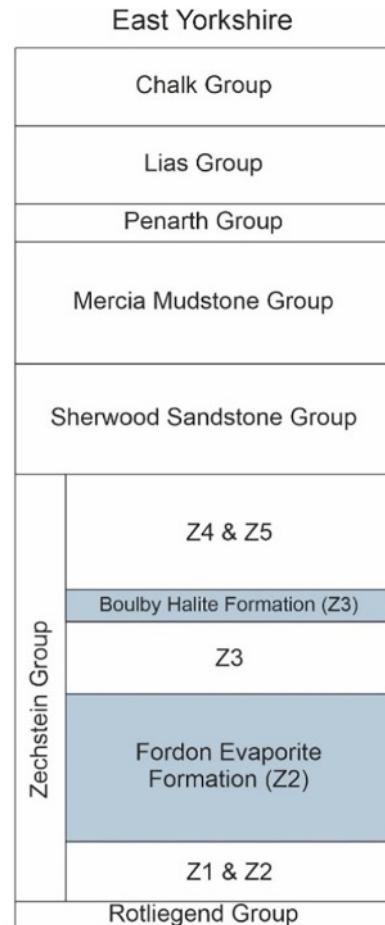 East Yorkshire
Chalk Group
Lias Group
Penarth Group
Mercia Mudstone Group
Sherwood Sandstone Group
Zechstein Group
Z4 & Z5
Boulby Halite Formation (Z3)
Z3
Fordon Evaporite
Formation (Z2)
Z1 & Z2
Rotliegend Group